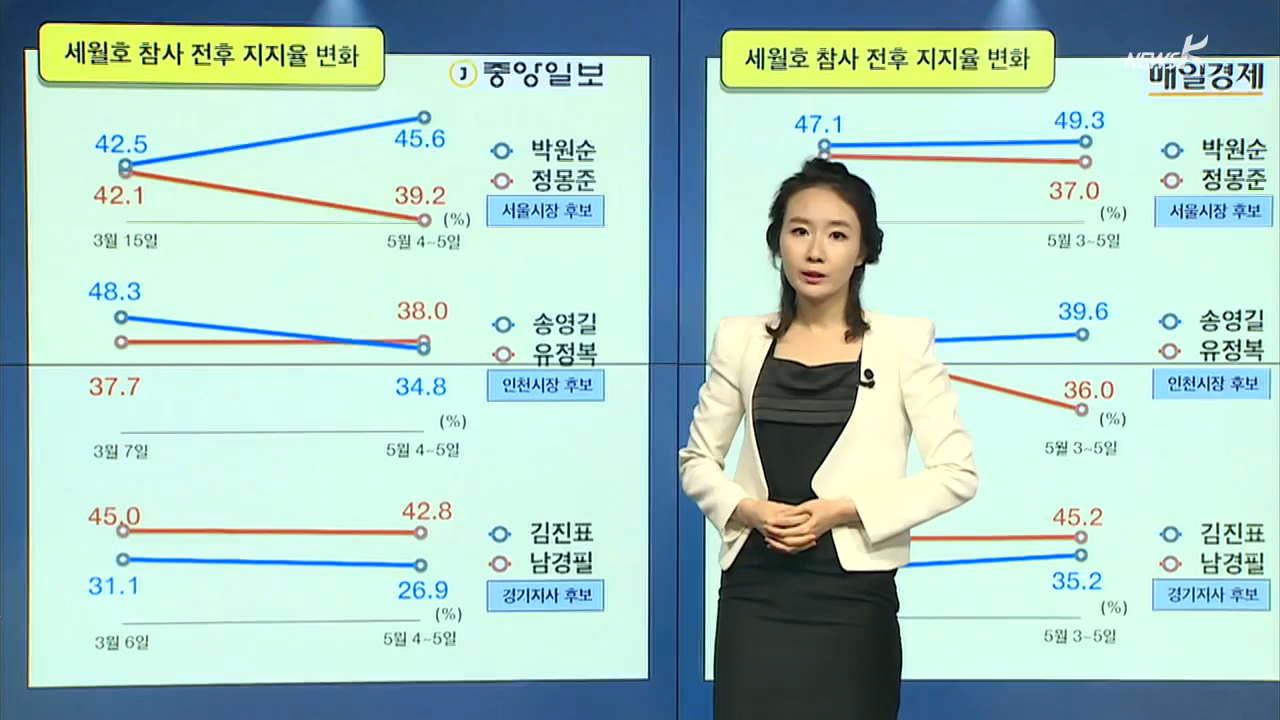 세월호 참사 전후 지지율 변화
J 중앙일보
42.5
45.6
42.1
39.2
(%)
3월 15일
5월 4~5일
박원순
정몽준
서울시장 후보
48.3
38.0
37.7
34.8
(%)
3월 7일
5월 4~5일
송영길
유정복
인천시장 후보
45.0
42.8
31.1
26.9
(%)
3월 6일
5월 4~5일
김진표
남경필
경기지사 후보
세월호 참사 전후 지지율 변화
NEWS K
매일경제
47.1
49.3
37.0
(%)
5월 3~5일
박원순
정몽준
서울시장 후보
39.6
36.0
(%)
5월 3~5일
송영길
유정복
인천시장 후보
45.2
35.2
(%)
5월 3~5일
김진표
남경필
경기지사 후보